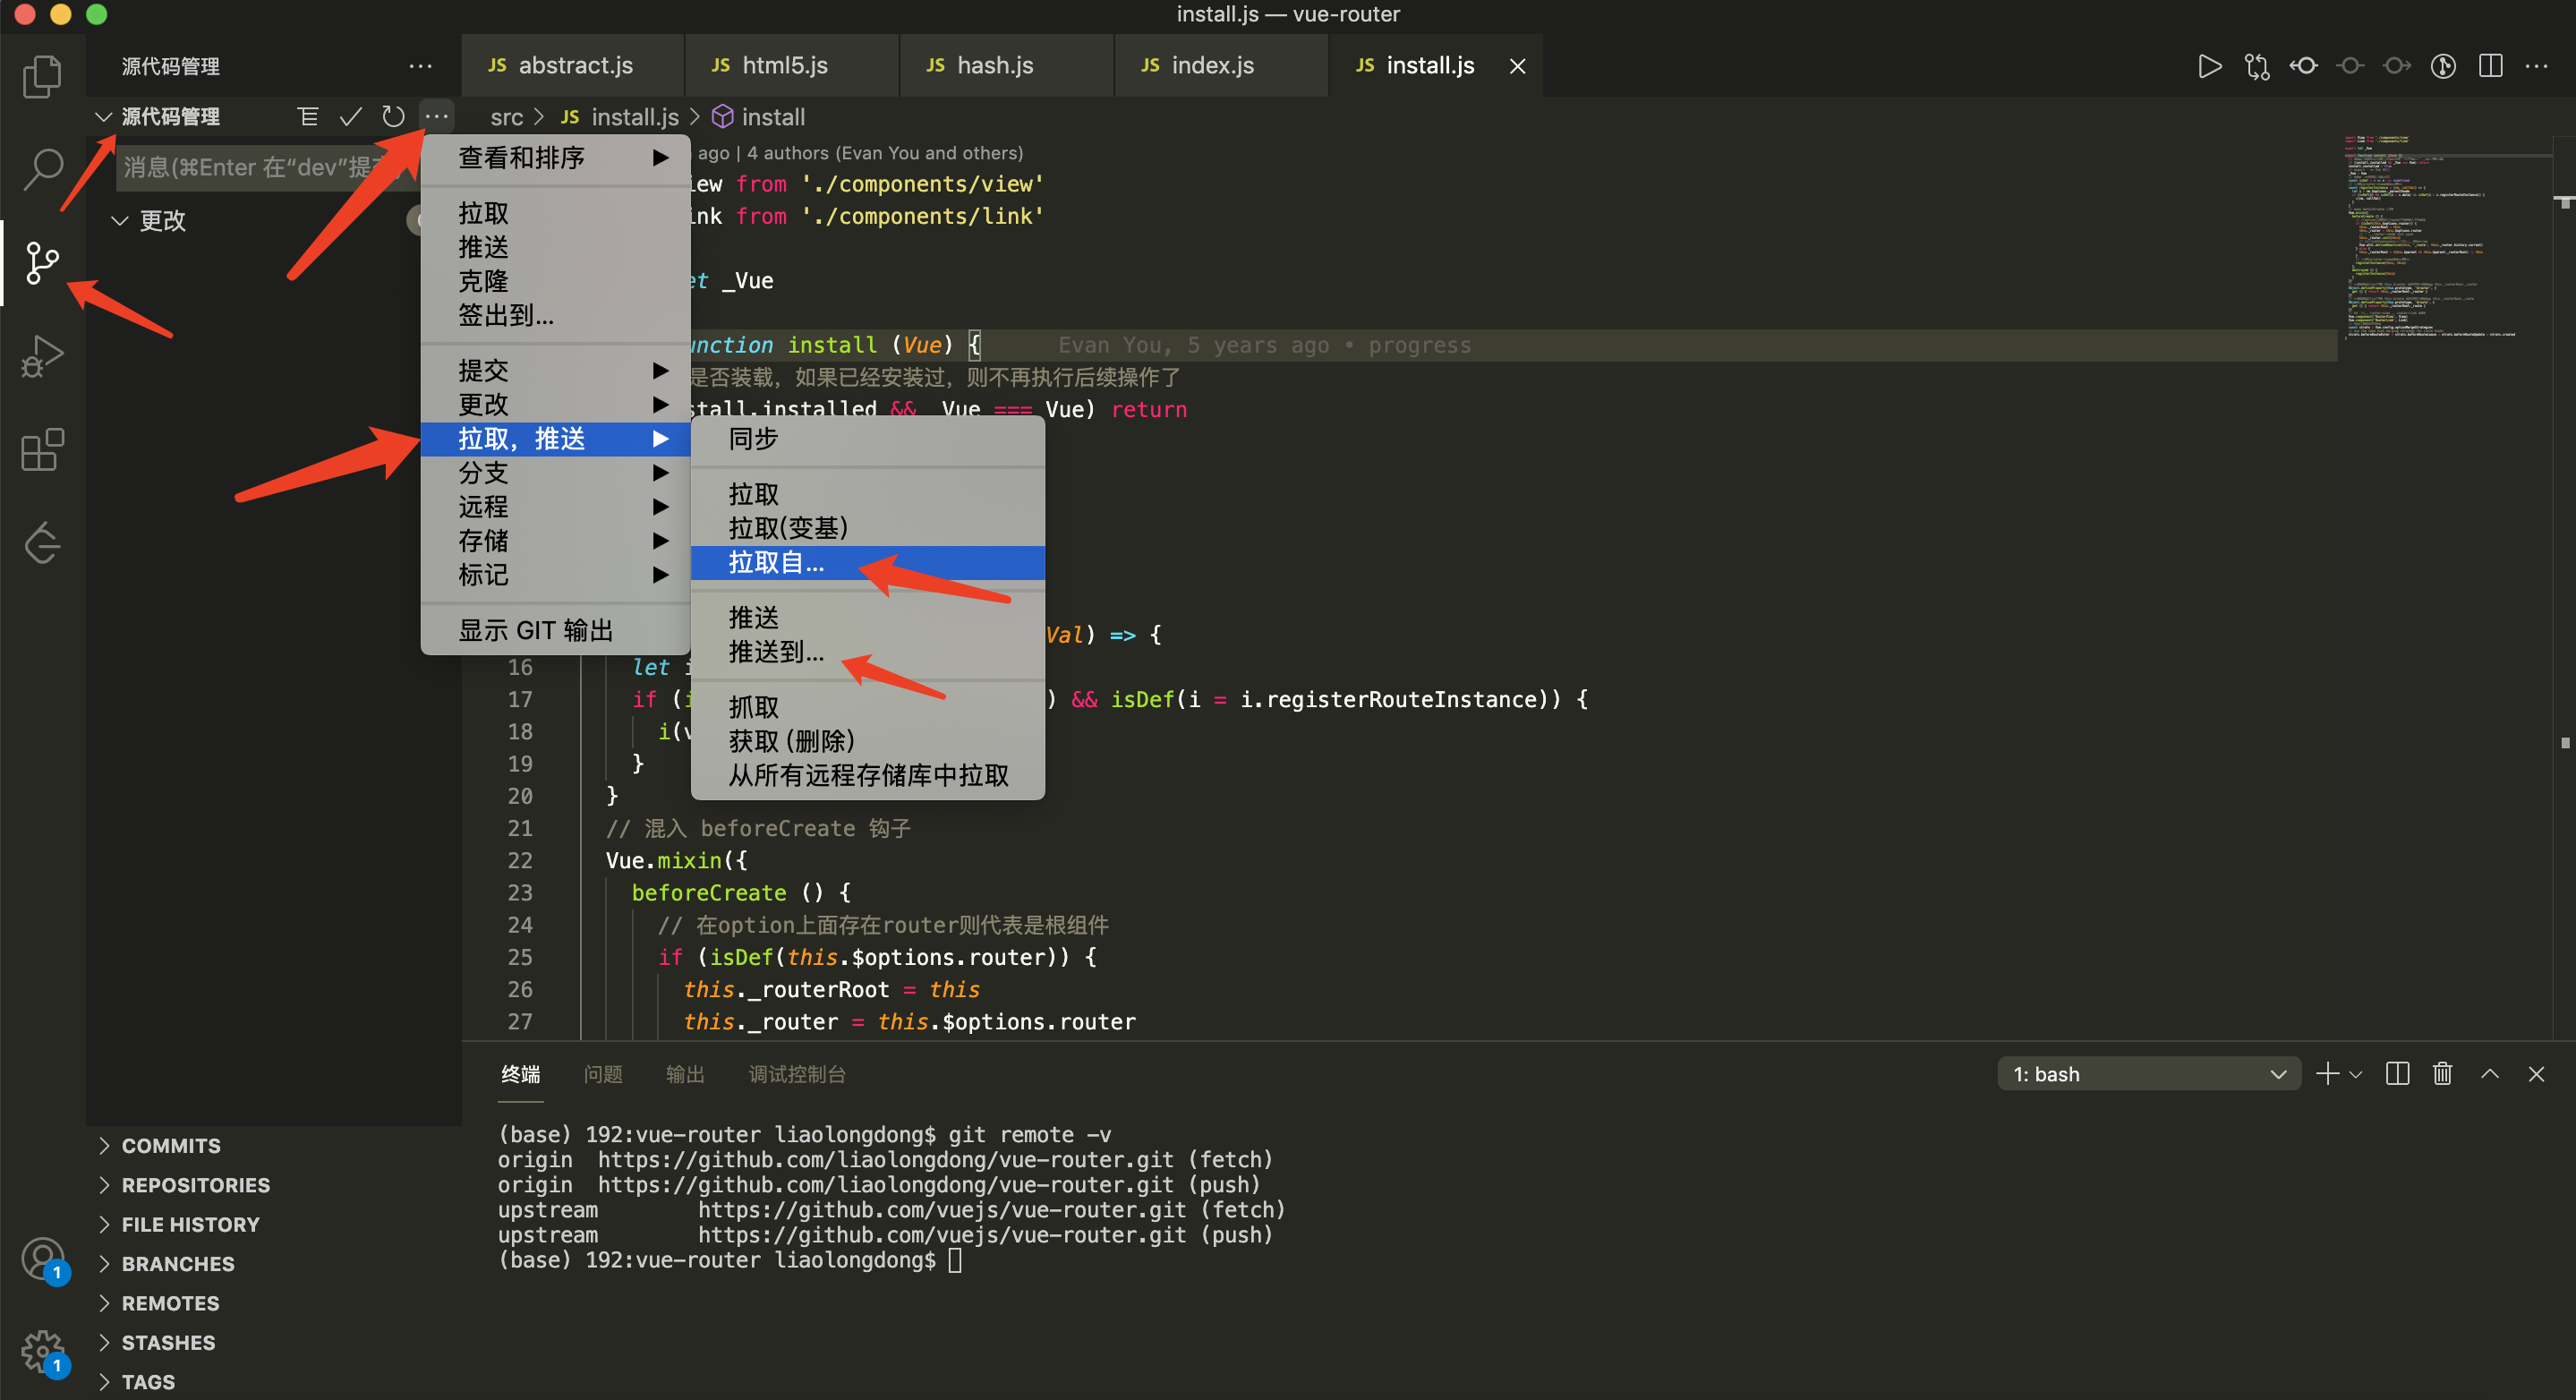 install.js — vue-router
源代码管理
JS abstract.js
JS html5.js
JS hash.js
JS index.js
JS install.js
源代码管理
src > JS install.js > install
消息(⌘Enter 在“dev”提
更改
查看和排序
拉取
推送
克隆
签出到...
提交
更改
拉取，推送
分支
远程
存储
标记
显示 GIT 输出
同步
拉取
拉取(变基)
拉取自...
推送
推送到...
抓取
获取 (删除)
从所有远程存储库中拉取
ago | 4 authors (Evan You and others)
iew from './components/view'
ink from './components/link'
et _Vue
unction install (Vue) { Evan You, 5 years ago • progress
是否装载，如果已经安装过，则不再执行后续操作了
stall.installed && _Vue === Vue) return
Val) => {
16 let i
17 if (i ) && isDef(i = i.registerRouteInstance)) {
18 i(v
19 }
20 }
21 // 混入 beforeCreate 钩子
22 Vue.mixin({
23 beforeCreate () {
24 // 在option上面存在router则代表是根组件
25 if (isDef(this.$options.router)) {
26 this._routerRoot = this
27 this._router = this.$options.router
终端 问题 输出 调试控制台
1: bash
(base) 192:vue-router liaolongdong$ git remote -v
origin https://github.com/liaolongdong/vue-router.git (fetch)
origin https://github.com/liaolongdong/vue-router.git (push)
upstream https://github.com/vuejs/vue-router.git (fetch)
upstream https://github.com/vuejs/vue-router.git (push)
(base) 192:vue-router liaolongdong$
COMMITS
REPOSITORIES
FILE HISTORY
BRANCHES
REMOTES
STASHES
TAGS
1
1